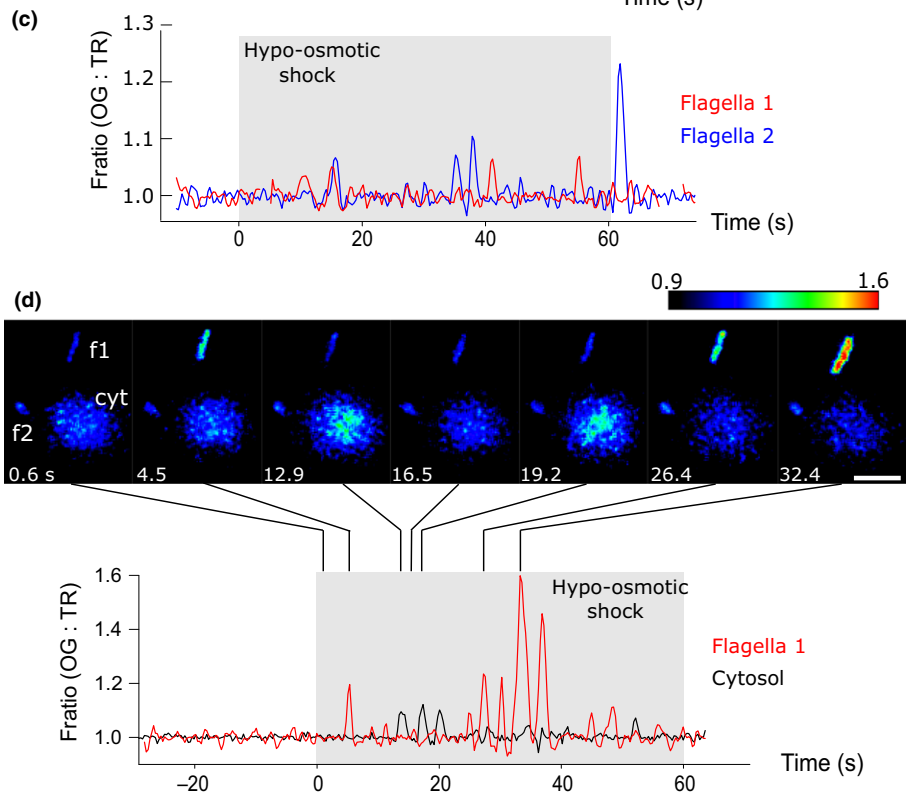 Time (s)
(c)
1.3
1.2
1.1
1.0
Fratio (OG : TR)
Hypo-osmotic
shock
Flagella 1
Flagella 2
Time (s)
0
20
40
60
(d)
0.9
1.6
f1
cyt
f2
0.6 s
4.5
12.9
16.5
19.2
26.4
32.4
1.6
1.4
1.2
1.0
Fratio (OG : TR)
Hypo-osmotic
shock
Flagella 1
Cytosol
Time (s)
–20
0
20
40
60